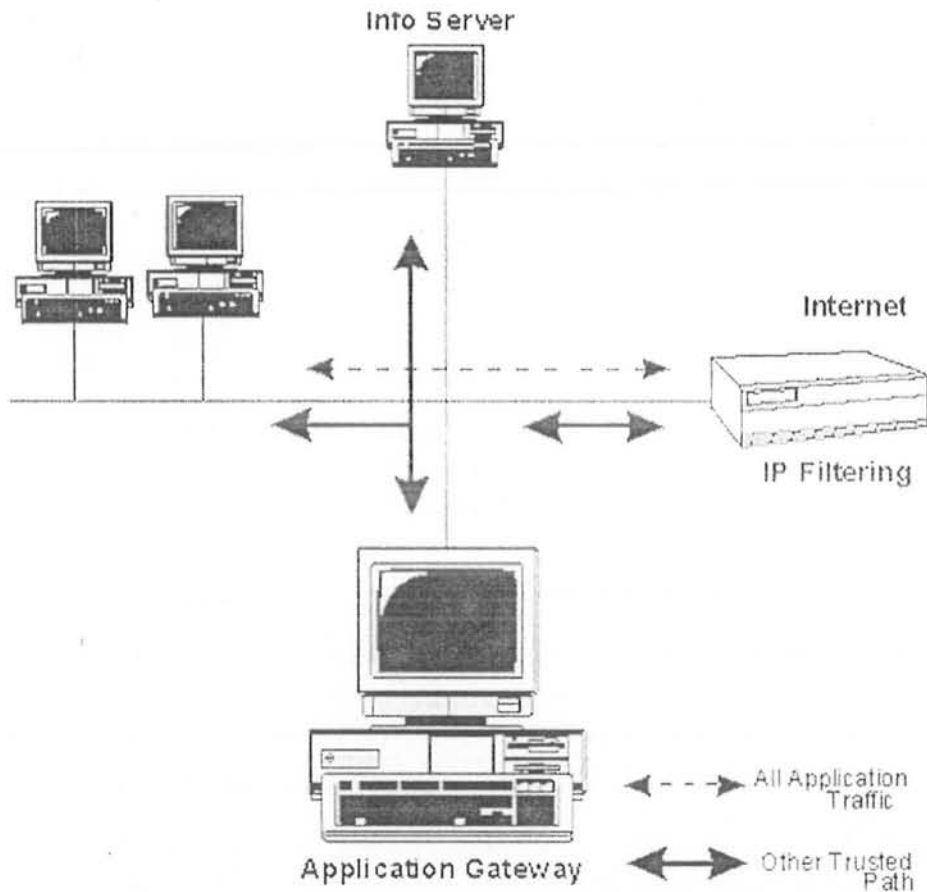 Info Server
Internet
IP Filtering
Application Gateway
All Application
Traffic
Other Trusted
Path